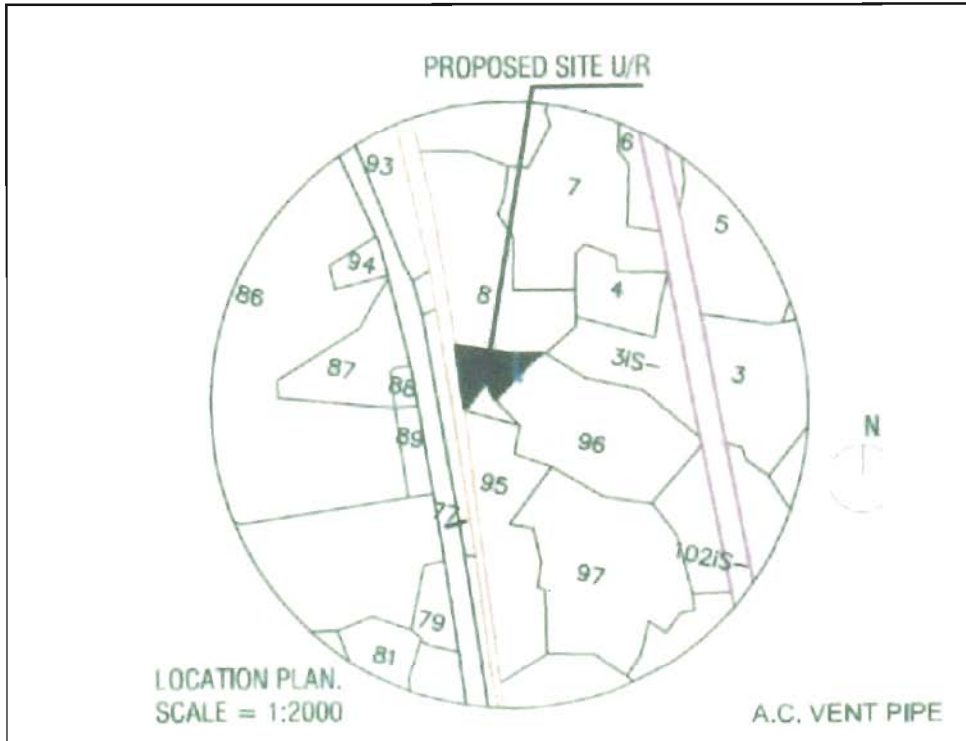 PROPOSED SITE U/R
93
6
7
5
94
86
8
4
87
3iS-
3
88
89
96
N
95
77
102iS-
97
79
81
LOCATION PLAN.
SCALE = 1:2000
A.C. VENT PIPE